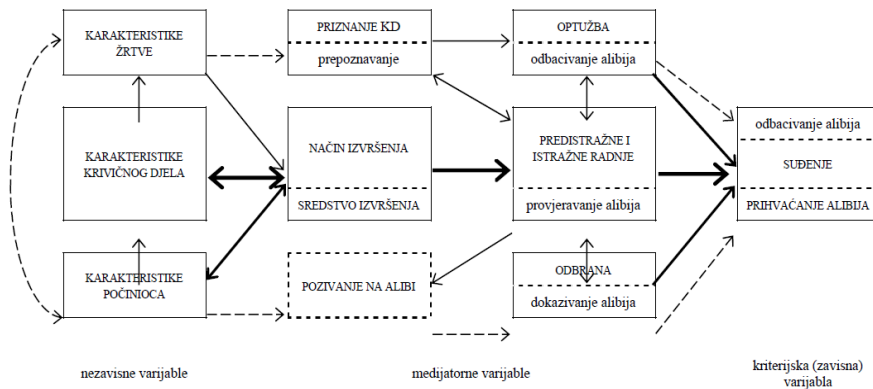 KARAKTERISTIKE
ŽRTVE
PRIZNANJE KD
prepoznavanje
OPTUŽBA
odbacivanje alibija
KARAKTERISTIKE
KRIVIČNOG DJELA
NAČIN IZVRŠENJA
SREDSTVO IZVRŠENJA
PREDISTRAŽNE I
ISTRAŽNE RADNJE
provjeravanje alibija
odbacivanje alibija
SUĐENJE
PRIHVAĆANJE ALIBIJA
KARAKTERISTIKE
POČINIOCA
POZIVANJE NA ALIBI
ODBRANA
dokazivanje alibija
nezavisne varijable
medijatorne varijable
kriterijska (zavisna)
varijabla